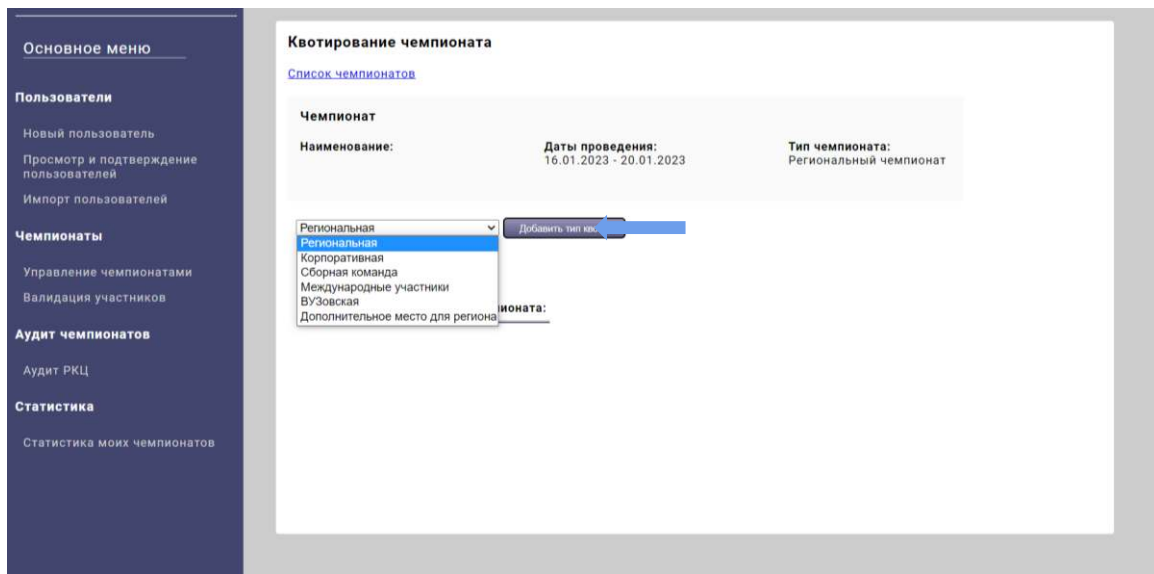 Основное меню
Пользователи
Новый пользователь
Просмотр и подтверждение
пользователей
Импорт пользователей
Чемпионаты
Управление чемпионатами
Валидация участников
Аудит чемпионатов
Аудит РКЦ
Статистика
Статистика моих чемпионатов
Квотирование чемпионата
Список чемпионатов
Чемпионат
Наименование:
Даты проведения:
16.01.2023 - 20.01.2023
Тип чемпионата:
Региональный чемпионат
Региональная
Добавить тип
Региональная
Корпоративная
Сборная команда
Международные участники
ВУЗовская
Дополнительное место для региона